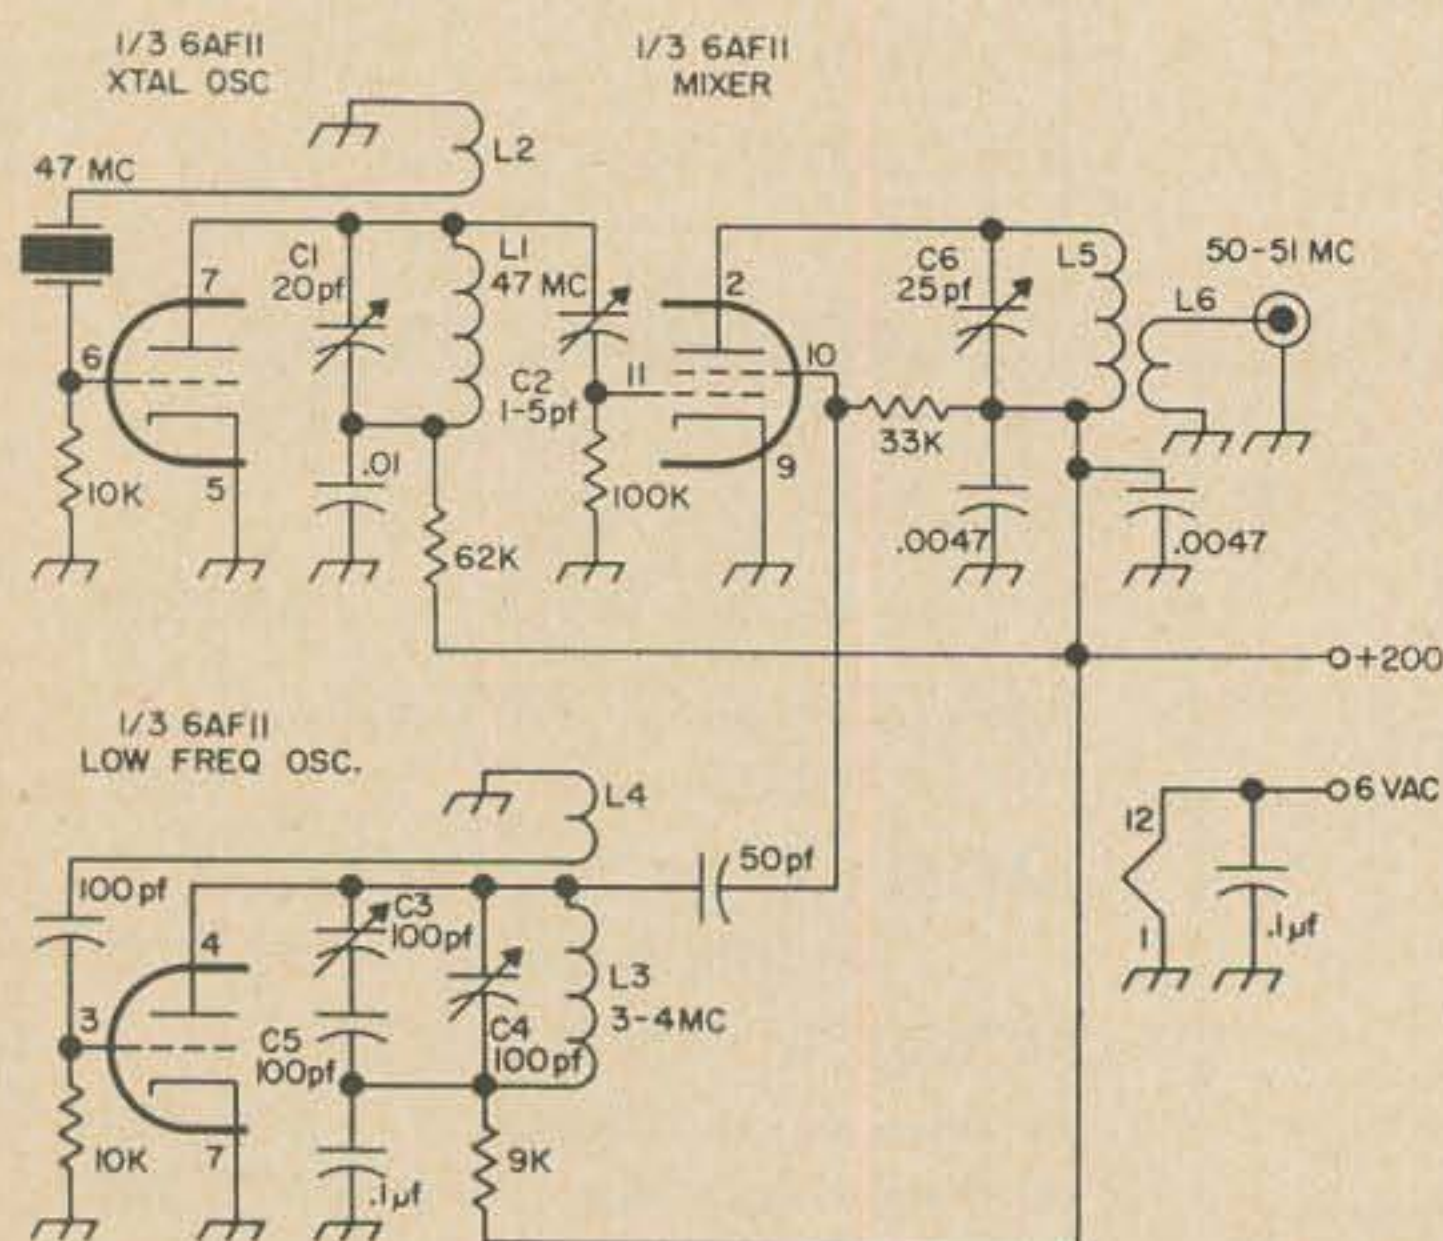 1/3 6AF11
XTAL OSC
1/3 6AF11
MIXER
47 MC
L2
C1
20pf
L1
47 MC
C6
25pf
L5
50-51 MC
L6
7
2
6
C2
1-5pf
11
10
33K
10K
5
.01
100K
9
62K
.0047
.0047
+200
1/3 6AF11
LOW FREQ OSC.
L4
6 VAC
12
1
.1µf
50pf
100pf
4
C3
100pf
L3
3-4MC
3
C5
100pf
C4
100pf
10K
7
.1µf
9K